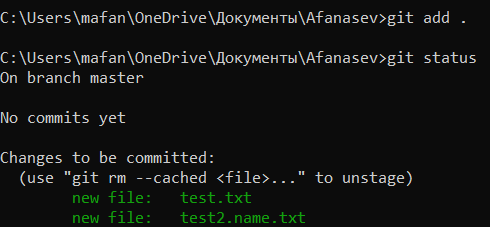 C:\Users\mafan\OneDrive\Документы\Afanasev>git add .
C:\Users\mafan\OneDrive\Документы\Afanasev>git status
On branch master
No commits yet
Changes to be committed:
  (use "git rm --cached <file>..." to unstage)
        new file:   test.txt
        new file:   test2.name.txt